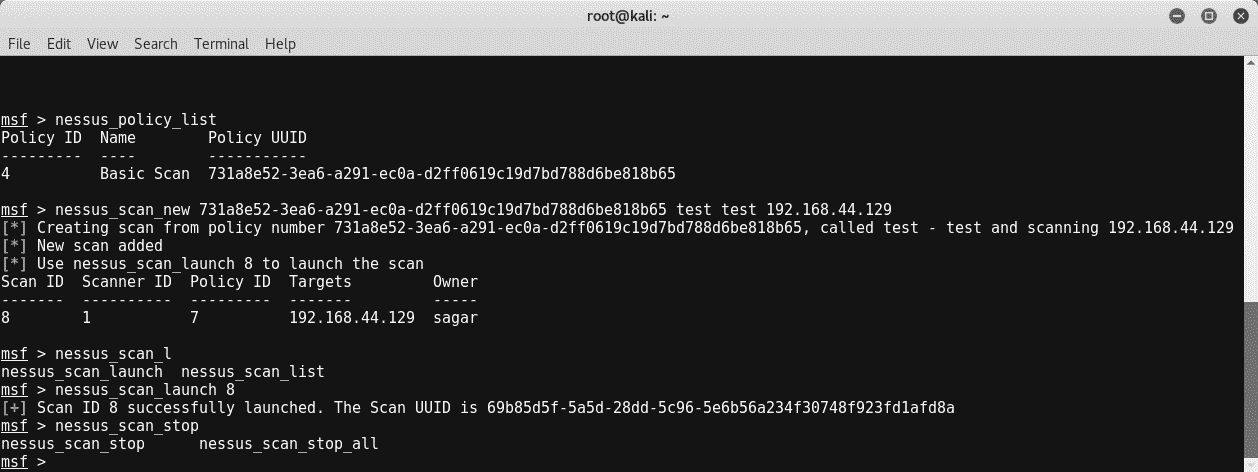 root@kali: ~
File Edit View Search Terminal Help
msf > nessus_policy_list
Policy ID  Name        Policy UUID
---------  ----        -----------
4          Basic Scan  731a8e52-3ea6-a291-ec0a-d2ff0619c19d7bd788d6be818b65
msf > nessus_scan_new 731a8e52-3ea6-a291-ec0a-d2ff0619c19d7bd788d6be818b65 test test 192.168.44.129
[*] Creating scan from policy number 731a8e52-3ea6-a291-ec0a-d2ff0619c19d7bd788d6be818b65, called test - test and scanning 192.168.44.129
[*] New scan added
[*] Use nessus_scan_launch 8 to launch the scan
Scan ID  Scanner ID  Policy ID  Targets         Owner
-------  ----------  ---------  -------         -----
8        1           7          192.168.44.129  sagar
msf > nessus_scan_l
nessus_scan_launch  nessus_scan_list
msf > nessus_scan_launch 8
[+] Scan ID 8 successfully launched. The Scan UUID is 69b85d5f-5a5d-28dd-5c96-5e6b56a234f30748f923fd1afd8a
msf > nessus_scan_stop
nessus_scan_stop      nessus_scan_stop_all
msf >